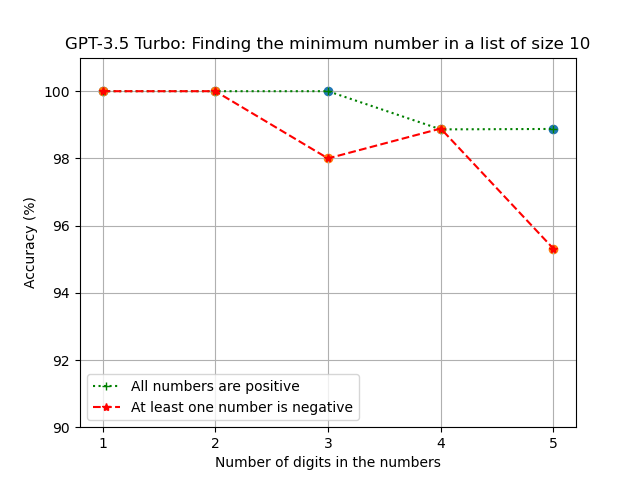 GPT-3.5 Turbo: Finding the minimum number in a list of size 10
Accuracy (%)
100
98
96
94
92
90
All numbers are positive
At least one number is negative
1 2 3 4 5
Number of digits in the numbers